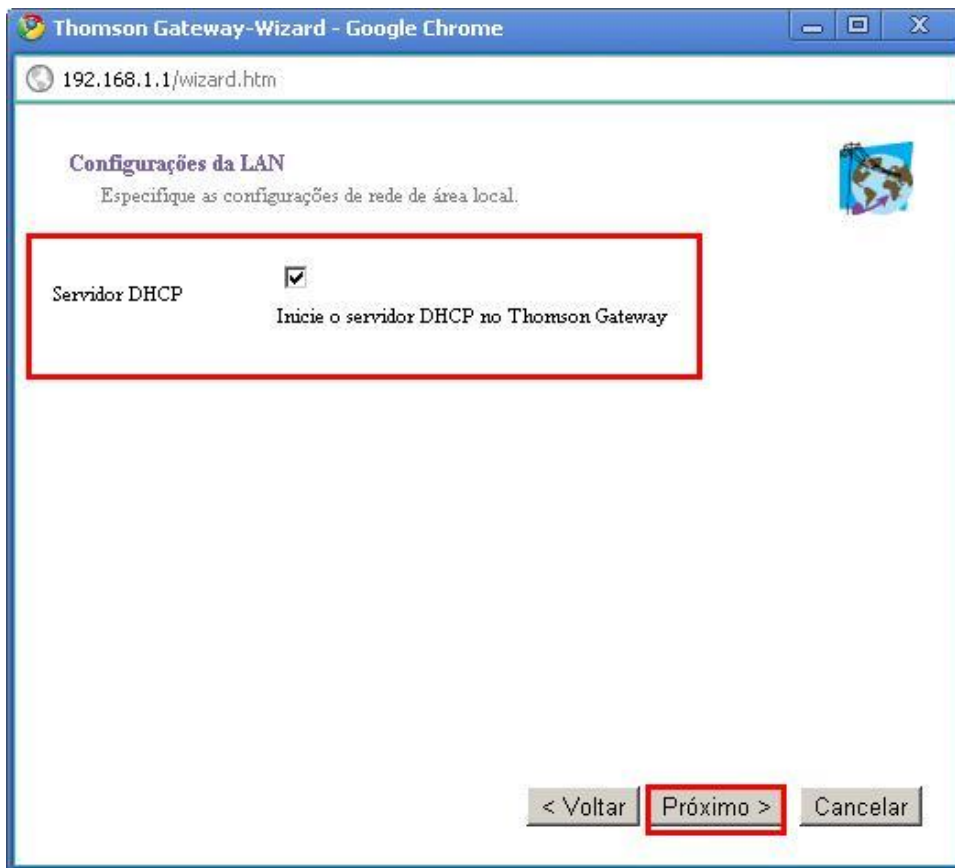 Thomson Gateway-Wizard - Google Chrome
192.168.1.1/wizard.htm
Configurações da LAN
Especifique as configurações de rede de área local.
Servidor DHCP
Inicie o servidor DHCP no Thomson Gateway
< Voltar Próximo > Cancelar